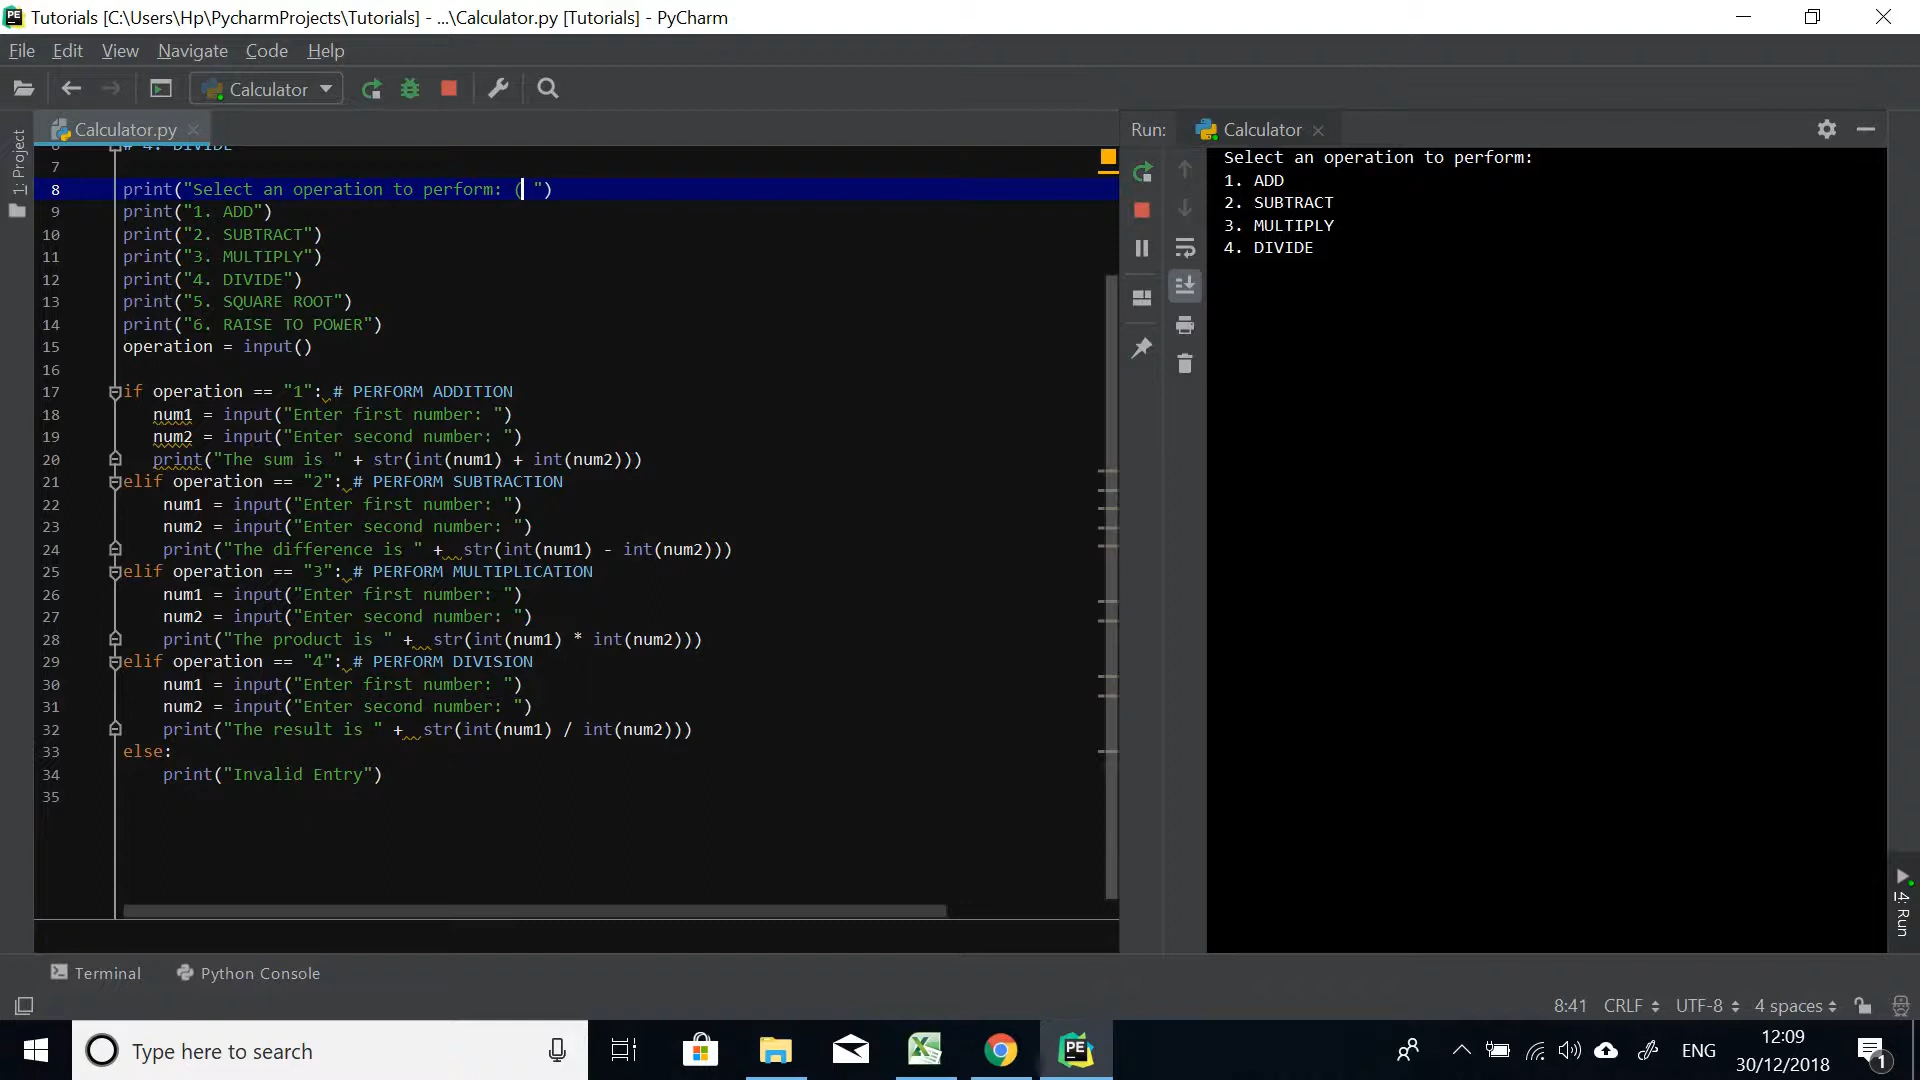 Tutorials [C:\Users\Hp\PycharmProjects\Tutorials] - ...\Calculator.py [Tutorials] - PyCharm
File Edit View Navigate Code Help
Calculator
1: Project
Calculator.py
6 # 4. DIVIDE
7
8 print("Select an operation to perform: ( ")
9 print("1. ADD")
10 print("2. SUBTRACT")
11 print("3. MULTIPLY")
12 print("4. DIVIDE")
13 print("5. SQUARE ROOT")
14 print("6. RAISE TO POWER")
15 operation = input()
16
17 if operation == "1": # PERFORM ADDITION
18 num1 = input("Enter first number: ")
19 num2 = input("Enter second number: ")
20 print("The sum is " + str(int(num1) + int(num2)))
21 elif operation == "2": # PERFORM SUBTRACTION
22 num1 = input("Enter first number: ")
23 num2 = input("Enter second number: ")
24 print("The difference is " +  str(int(num1) - int(num2)))
25 elif operation == "3": # PERFORM MULTIPLICATION
26 num1 = input("Enter first number: ")
27 num2 = input("Enter second number: ")
28 print("The product is " +  str(int(num1) * int(num2)))
29 elif operation == "4": # PERFORM DIVISION
30 num1 = input("Enter first number: ")
31 num2 = input("Enter second number: ")
32 print("The result is " +  str(int(num1) / int(num2)))
33 else:
34 print("Invalid Entry")
35
Run: Calculator
Select an operation to perform:
1. ADD
2. SUBTRACT
3. MULTIPLY
4. DIVIDE
4: Run
Terminal Python Console
8:41 CRLF UTF-8 4 spaces
PE
Type here to search
PE
ENG
12:09
30/12/2018
1